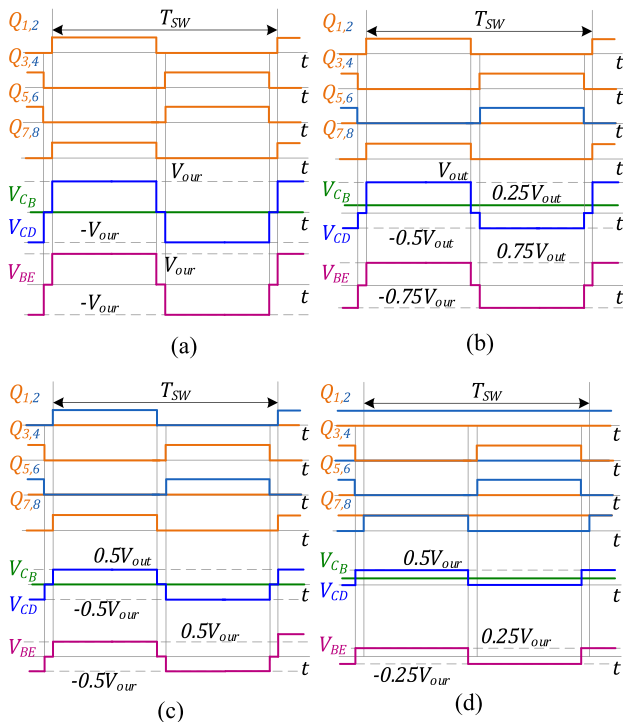 Q1,2 TSW
t
Q3,4
t
Q5,6
t
Q7,8
t
Vour
VCB
t
VCD -Vour
Vour
VBE
t
-Vour
(a)
Q1,2 TSW
t
Q3,4
t
Q5,6
t
Q7,8
t
Vout
VCB 0.25Vout
t
VCD -0.5Vout 0.75Vout
VBE
t
-0.75Vour
(b)
Q1,2 TSW
t
Q3,4
t
Q5,6
t
Q7,8
t
0.5Vout
VCB
t
VCD -0.5Vour
0.5Vour
VBE
t
-0.5Vour
(c)
Q1,2 TSW
Q3,4
t
Q5,6
t
Q7,8
t
t
VCB 0.5Vour
VCD
t
0.25Vour
VBE
t
-0.25Vour
(d)